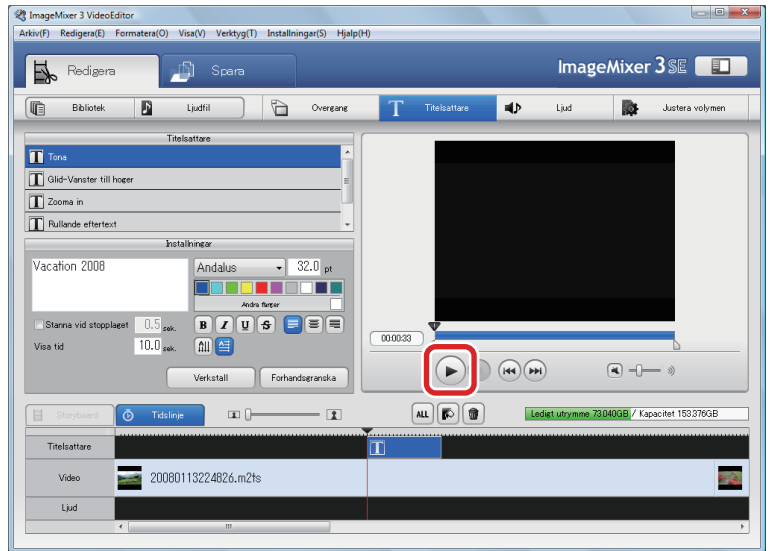 ImageMixer 3 VideoEditor
Arkiv(F) Redigera(E) Formatera(O) Visa(V) Verktyg(T) Installningar(S) Hjalp(H)
Redigera Spara ImageMixer 3 SE
Bibliotek Ljudfil Overgang Titelsattare Ljud Justera volymen
Titelsattare
Tona
Glid-Vanster till hoger
Zooma in
Rullande eftertext
Installningar
Vacation 2008 Andalus 32.0 pt
Andra farger
Stanna vid stopplaget 0.5 sek. B I U S
Visa tid 10.0 sek.
Verkstall Forhandsgranska
00:00:33
Storyboard Tidslinje ALL Ledigt utrymme 73.040GB / Kapacitet 153.376GB
Titelsattare T
Video 20080113224826.m2ts
Ljud